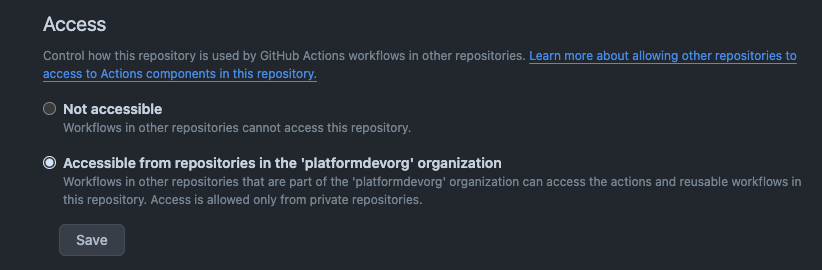 Access
Control how this repository is used by GitHub Actions workflows in other repositories. Learn more about allowing other repositories to
access to Actions components in this repository.
Not accessible
Workflows in other repositories cannot access this repository.
Accessible from repositories in the 'platformdevorg' organization
Workflows in other repositories that are part of the 'platformdevorg' organization can access the actions and reusable workflows in
this repository. Access is allowed only from private repositories.
Save